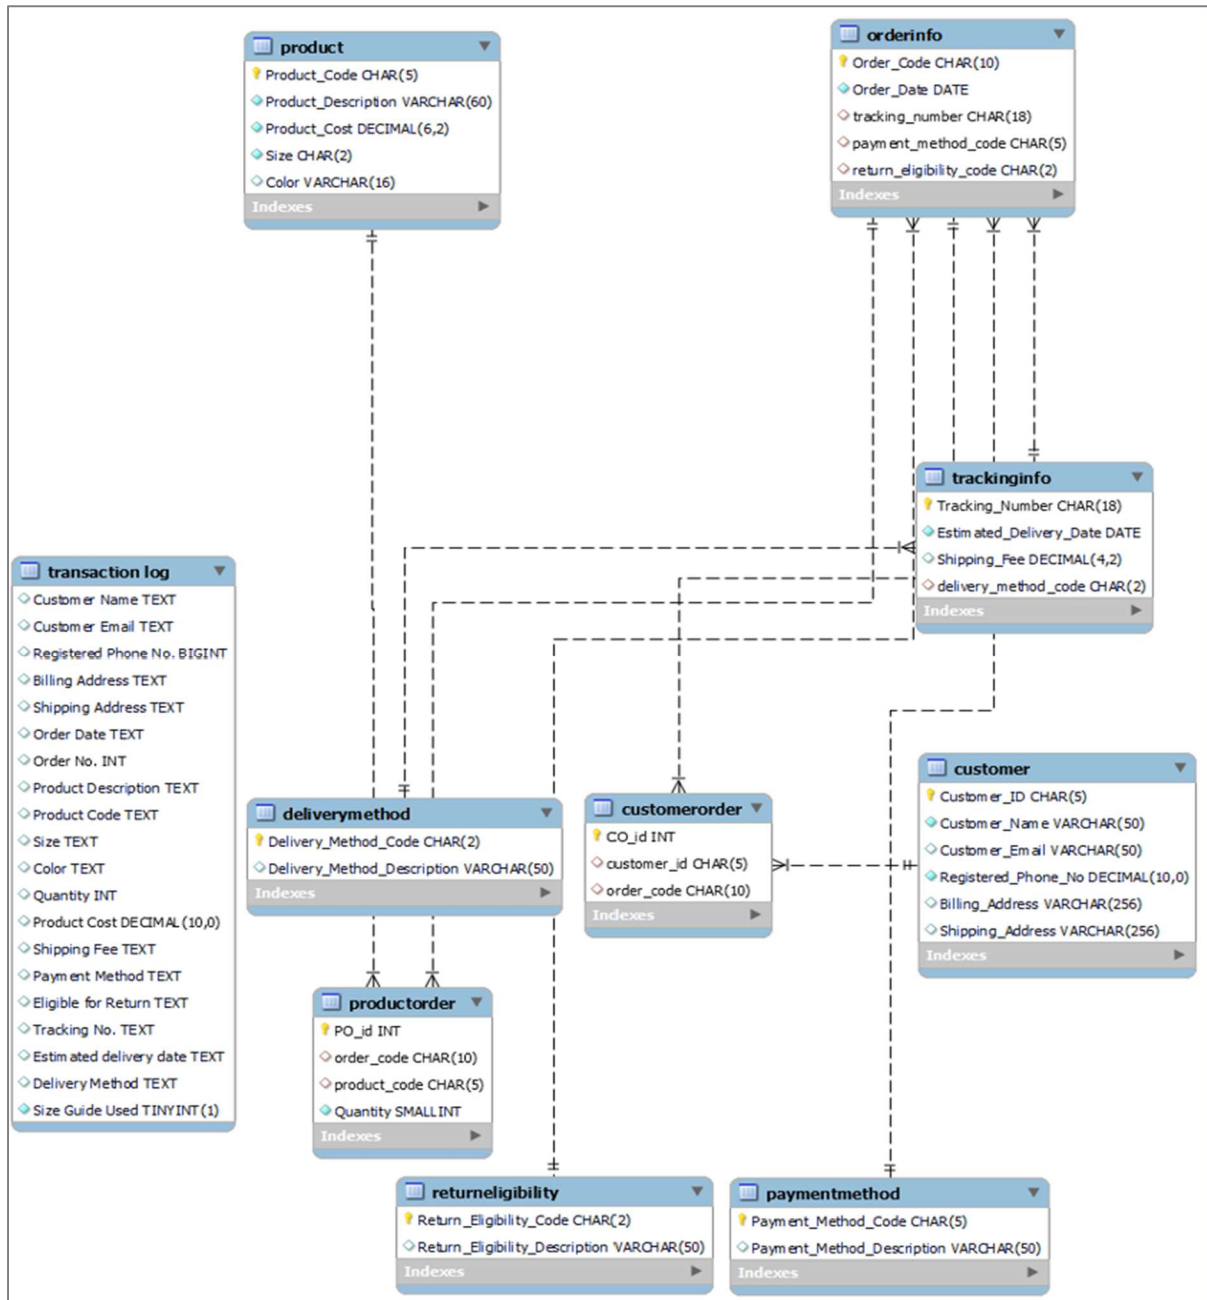 product
Product_Code CHAR(5)
Product_Description VARCHAR(60)
Product_Cost DECIMAL(6,2)
Size CHAR(2)
Color VARCHAR(16)
Indexes
orderinfo
Order_Code CHAR(10)
Order_Date DATE
tracking_number CHAR(18)
payment_method_code CHAR(5)
return_eligibility_code CHAR(2)
Indexes
trackinginfo
Tracking_Number CHAR(18)
Estimated_Delivery_Date DATE
Shipping_Fee DECIMAL(4,2)
delivery_method_code CHAR(2)
Indexes
transaction log
Customer Name TEXT
Customer Email TEXT
Registered Phone No. BIGINT
Billing Address TEXT
Shipping Address TEXT
Order Date TEXT
Order No. INT
Product Description TEXT
Product Code TEXT
Size TEXT
Color TEXT
Quantity INT
Product Cost DECIMAL(10,0)
Shipping Fee TEXT
Payment Method TEXT
Eligible for Return TEXT
Tracking No. TEXT
Estimated delivery date TEXT
Delivery Method TEXT
Size Guide Used TINYINT(1)
deliverymethod
Delivery_Method_Code CHAR(2)
Delivery_Method_Description VARCHAR(50)
Indexes
customerorder
CO_id INT
customer_id CHAR(5)
order_code CHAR(10)
Indexes
customer
Customer_ID CHAR(5)
Customer_Name VARCHAR(50)
Customer_Email VARCHAR(50)
Registered_Phone_No DECIMAL(10,0)
Billing_Address VARCHAR(256)
Shipping_Address VARCHAR(256)
Indexes
productorder
PO_id INT
order_code CHAR(10)
product_code CHAR(5)
Quantity SMALLINT
Indexes
returneligibility
Return_Eligibility_Code CHAR(2)
Return_Eligibility_Description VARCHAR(50)
Indexes
paymentmethod
Payment_Method_Code CHAR(5)
Payment_Method_Description VARCHAR(50)
Indexes